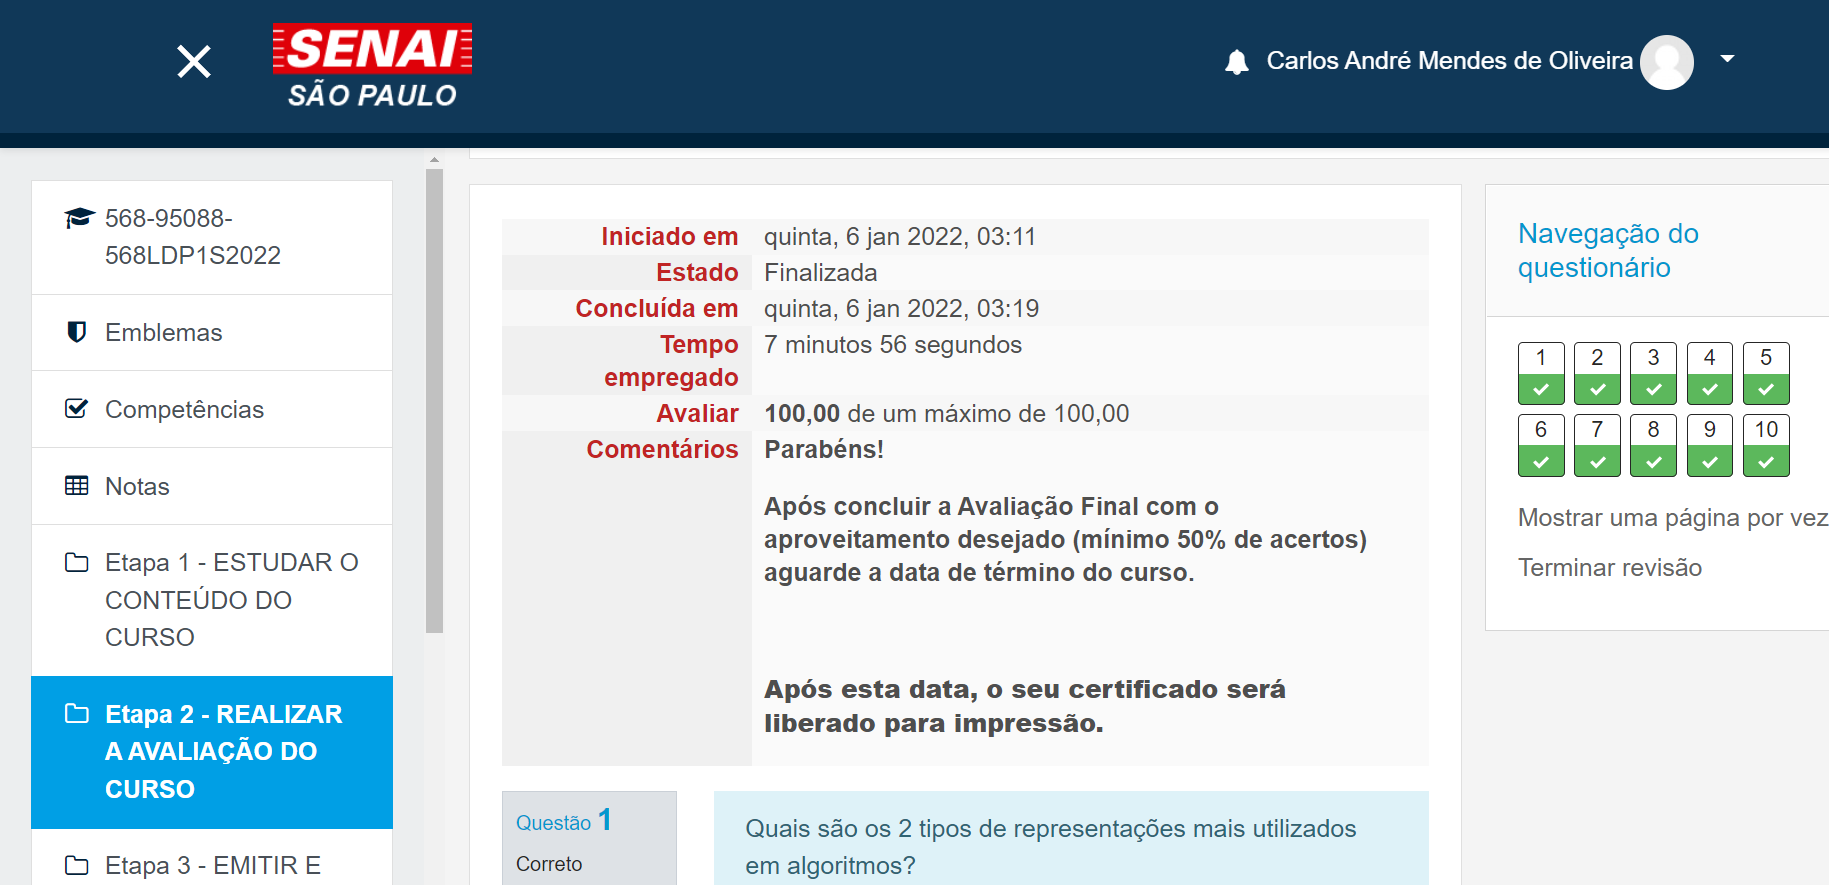 SENAI
SÃO PAULO
Carlos André Mendes de Oliveira
568-95088-
568LDP1S2022
Emblemas
Competências
Notas
Etapa 1 - ESTUDAR O
CONTEÚDO DO
CURSO
Etapa 2 - REALIZAR
A AVALIAÇÃO DO
CURSO
Etapa 3 - EMITIR E
Iniciado em quinta, 6 jan 2022, 03:11
Estado Finalizada
Concluída em quinta, 6 jan 2022, 03:19
Tempo 7 minutos 56 segundos
empregado
Avaliar 100,00 de um máximo de 100,00
Comentários Parabéns!
Após concluir a Avaliação Final com o
aproveitamento desejado (mínimo 50% de acertos)
aguarde a data de término do curso.
Após esta data, o seu certificado será
liberado para impressão.
Questão 1
Correto
Quais são os 2 tipos de representações mais utilizados
em algoritmos?
Navegação do
questionário
1 2 3 4 5
6 7 8 9 10
Mostrar uma página por vez
Terminar revisão